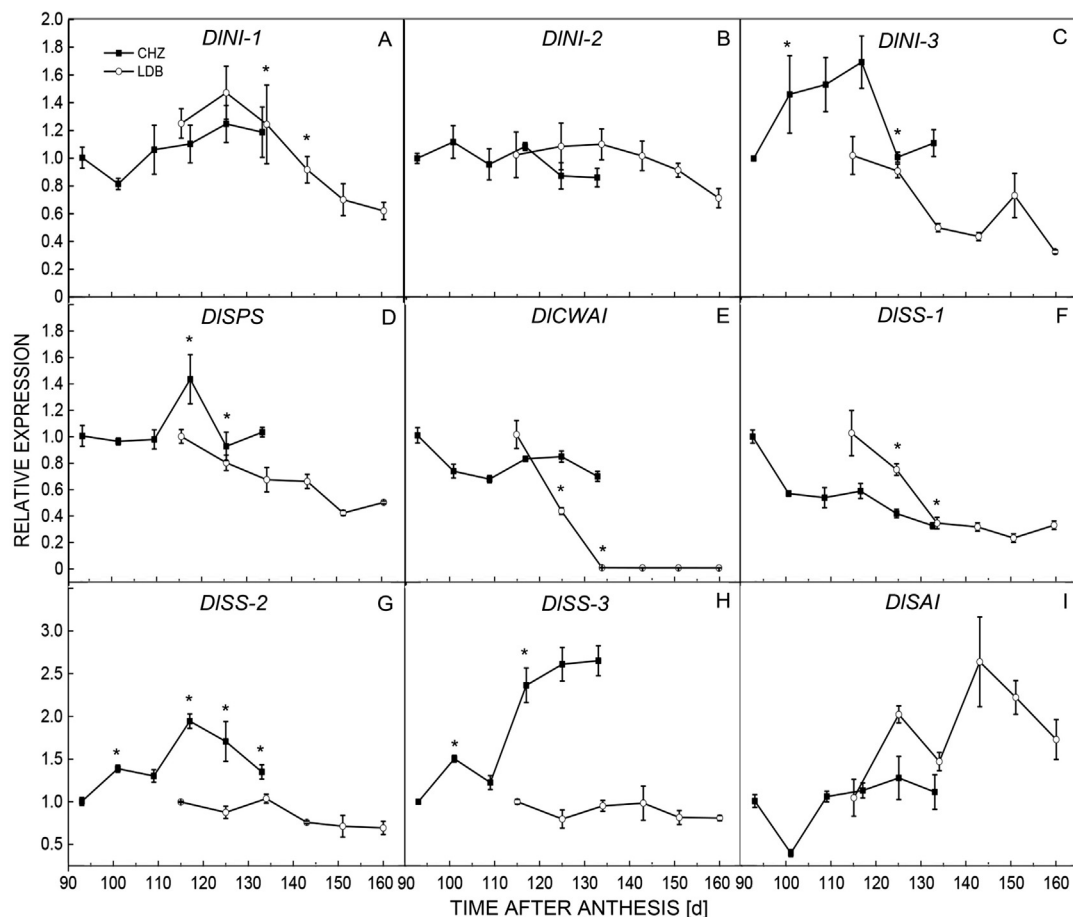 2.0
1.8
1.6
1.4
1.2
1.0
0.8
0.6
0.4
0.2
0
DlNI-1 A
CHZ
LDB
* *
DlNI-2 B
DlNI-3 C
* *
1.8
1.6
1.4
1.2
1.0
0.8
0.6
0.4
0.2
0
DlSPS D
* *
DlCWAI E
* *
DlSS-1 F
* *
RELATIVE EXPRESSION
3.0
2.5
2.0
1.5
1.0
0.5
DlSS-2 G
* * * *
DlSS-3 H
* *
DlSAI I
90 100 110 120 130 140 150 160
90 100 110 120 130 140 150 160
90 100 110 120 130 140 150 160
TIME AFTER ANTHESIS [d]